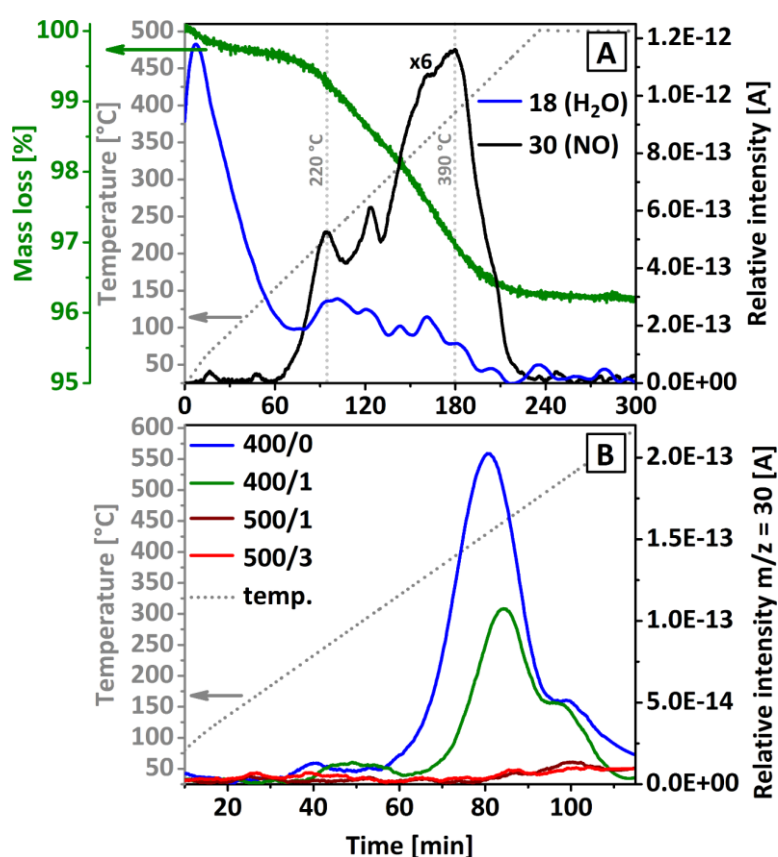 Mass loss [%]
100
99
98
97
96
95
Temperature [°C]
500
450
400
350
300
250
200
150
100
50
A
x6
18 (H₂O)
30 (NO)
220 °C
390 °C
1.2E-12
1.0E-12
8.0E-13
6.0E-13
4.0E-13
2.0E-13
0.0E+00
Relative intensity [A]
0 60 120 180 240 300
Temperature [°C]
600
550
500
450
400
350
300
250
200
150
100
50
B
400/0
400/1
500/1
500/3
temp.
2.0E-13
1.5E-13
1.0E-13
5.0E-14
0.0E+00
Relative intensity m/z = 30 [A]
20 40 60 80 100
Time [min]